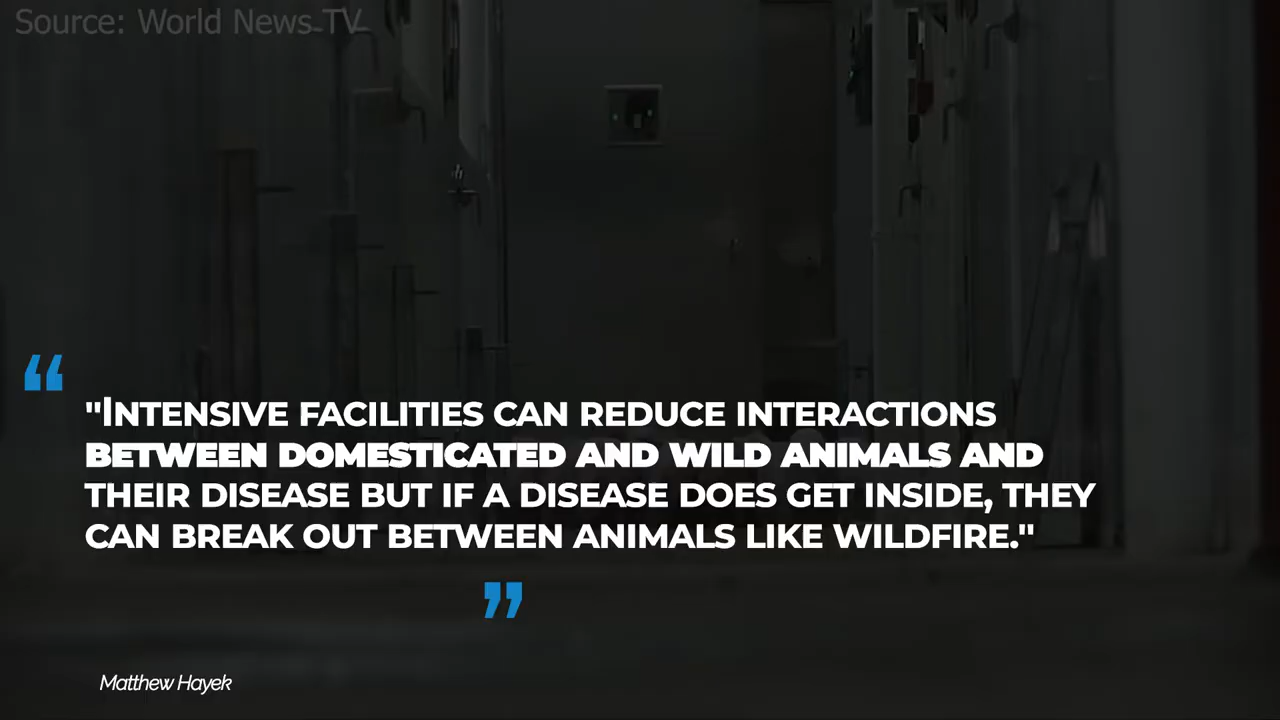 Source: World News TV
“
"INTENSIVE FACILITIES CAN REDUCE INTERACTIONS
BETWEEN DOMESTICATED AND WILD ANIMALS AND
THEIR DISEASE BUT IF A DISEASE DOES GET INSIDE, THEY
CAN BREAK OUT BETWEEN ANIMALS LIKE WILDFIRE."
”
Matthew Hayek